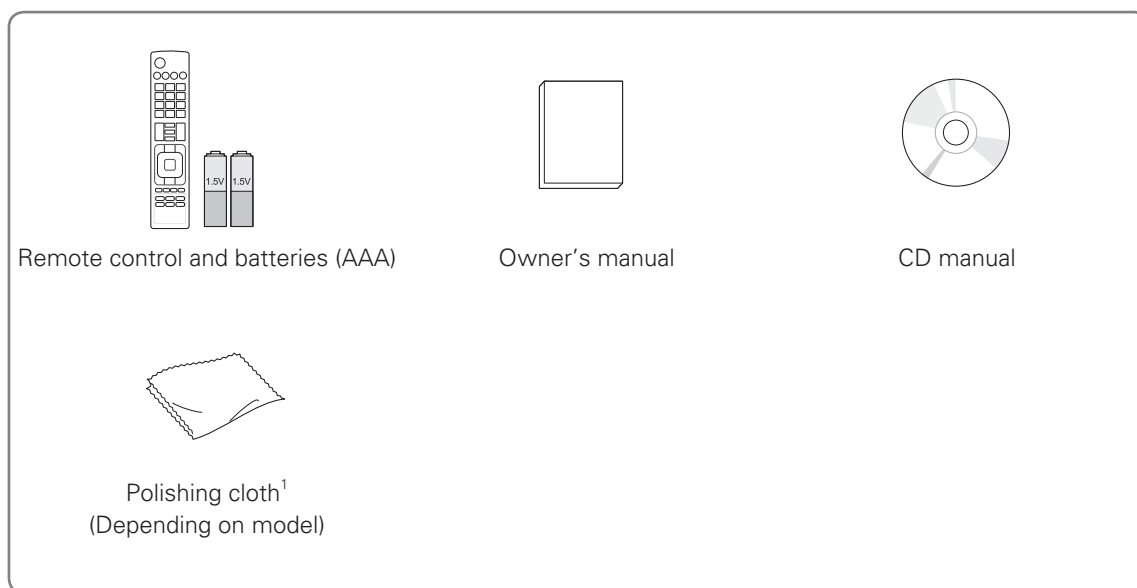 1.5V 1.5V
Remote control and batteries (AAA)
Owner's manual
CD manual
Polishing cloth¹
(Depending on model)